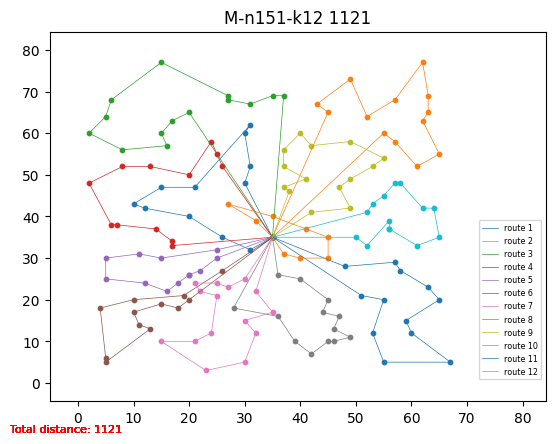 M-n151-k12 1121
80
70
60
50
40
30
20
10
0
0 10 20 30 40 50 60 70 80
route 1
route 2
route 3
route 4
route 5
route 6
route 7
route 8
route 9
route 10
route 11
route 12
Total distance: 1121